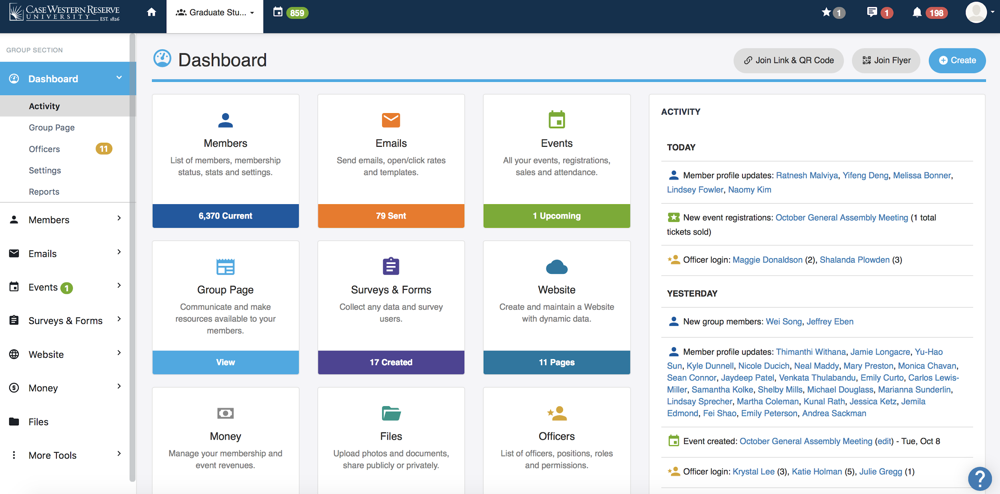 CASE WESTERN RESERVE
UNIVERSITY EST. 1826
Graduate Stu...
859
1
1
198
GROUP SECTION
Dashboard
Activity
Group Page
Officers 11
Settings
Reports
Members
Emails
Events 1
Surveys & Forms
Website
Money
Files
More Tools
Dashboard
Join Link & QR Code
Join Flyer
Create
Members
List of members, membership
status, stats and settings.
6,370 Current
Emails
Send emails, open/click rates
and templates.
79 Sent
Events
All your events, registrations,
sales and attendance.
1 Upcoming
Group Page
Communicate and make
resources available to your
members.
View
Surveys & Forms
Collect any data and survey
users.
17 Created
Website
Create and maintain a Website
with dynamic data.
11 Pages
Money
Manage your membership and
event revenues.
Files
Upload photos and documents,
share publicly or privately.
Officers
List of officers, positions, roles
and permissions.
ACTIVITY
TODAY
Member profile updates: Ratnesh Malviya, Yifeng Deng, Melissa Bonner,
Lindsey Fowler, Naomy Kim
New event registrations: October General Assembly Meeting (1 total
tickets sold)
Officer login: Maggie Donaldson (2), Shalanda Plowden (3)
YESTERDAY
New group members: Wei Song, Jeffrey Eben
Member profile updates: Thimanthi Withana, Jamie Longacre, Yu-Hao
Sun, Kyle Dunnell, Nicole Ducich, Neal Maddy, Mary Preston, Monica Chavan,
Sean Connor, Jaydeep Patel, Venkata Thulabandu, Emily Curto, Carlos Lewis-
Miller, Samantha Kolke, Shelby Mills, Michael Douglass, Marianna Sunderlin,
Lindsay Sprecher, Martha Coleman, Kunal Rath, Jessica Ketz, Jemila
Edmond, Fei Shao, Emily Peterson, Andrea Sackman
Event created: October General Assembly Meeting (edit) - Tue, Oct 8
Officer login: Krystal Lee (3), Katie Holman (5), Julie Gregg (1)
?